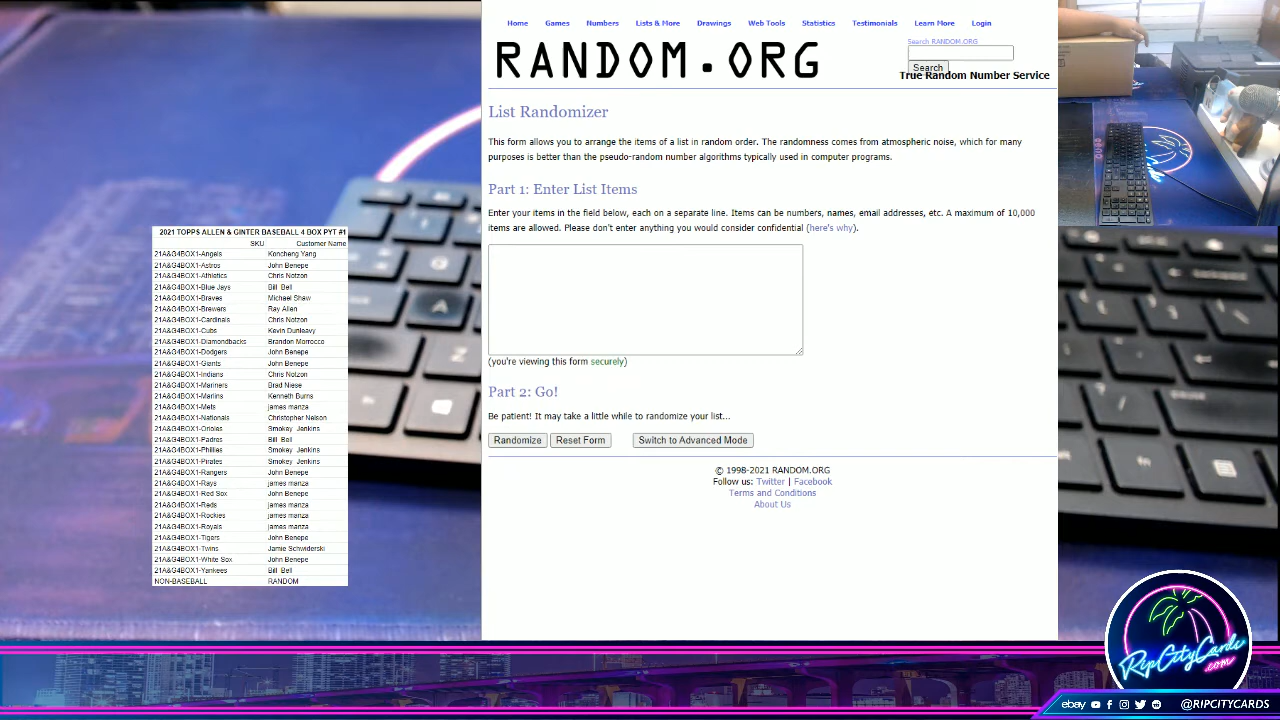 Home Games Numbers Lists & More Drawings Web Tools Statistics Testimonials Learn More Login
RANDOM.ORG
Search RANDOM.ORG
Search
True Random Number Service
List Randomizer
This form allows you to arrange the items of a list in random order. The randomness comes from atmospheric noise, which for many
purposes is better than the pseudo-random number algorithms typically used in computer programs.
Part 1: Enter List Items
Enter your items in the field below, each on a separate line. Items can be numbers, names, email addresses, etc. A maximum of 10,000
items are allowed. Please don't enter anything you would consider confidential (here's why).
(you're viewing this form securely)
Part 2: Go!
Be patient! It may take a little while to randomize your list...
Randomize Reset Form Switch to Advanced Mode
© 1998-2021 RANDOM.ORG
Follow us: Twitter | Facebook
Terms and Conditions
About Us
2021 TOPPS ALLEN & GINTER BASEBALL 4 BOX PYT #1
SKU Customer Name
21A&G4BOX1-Angels Koncheng Yang
21A&G4BOX1-Astros John Benepe
21A&G4BOX1-Athletics Chris Notzon
21A&G4BOX1-Blue Jays Bill Bell
21A&G4BOX1-Braves Michael Shaw
21A&G4BOX1-Brewers Ray Allen
21A&G4BOX1-Cardinals Chris Notzon
21A&G4BOX1-Cubs Kevin Dunleavy
21A&G4BOX1-Diamondbacks Brandon Morrocco
21A&G4BOX1-Dodgers John Benepe
21A&G4BOX1-Giants John Benepe
21A&G4BOX1-Indians Chris Notzon
21A&G4BOX1-Mariners Brad Niese
21A&G4BOX1-Marlins Kenneth Burns
21A&G4BOX1-Mets james manza
21A&G4BOX1-Nationals Christopher Nelson
21A&G4BOX1-Orioles Smokey Jenkins
21A&G4BOX1-Padres Bill Bell
21A&G4BOX1-Phillies Smokey Jenkins
21A&G4BOX1-Pirates Smokey Jenkins
21A&G4BOX1-Rangers John Benepe
21A&G4BOX1-Rays james manza
21A&G4BOX1-Red Sox John Benepe
21A&G4BOX1-Reds james manza
21A&G4BOX1-Rockies james manza
21A&G4BOX1-Royals james manza
21A&G4BOX1-Tigers John Benepe
21A&G4BOX1-Twins Jamie Schwiderski
21A&G4BOX1-White Sox John Benepe
21A&G4BOX1-Yankees Bill Bell
NON-BASEBALL RANDOM
RipCityCards
.com
ebay @RIPCITYCARDS